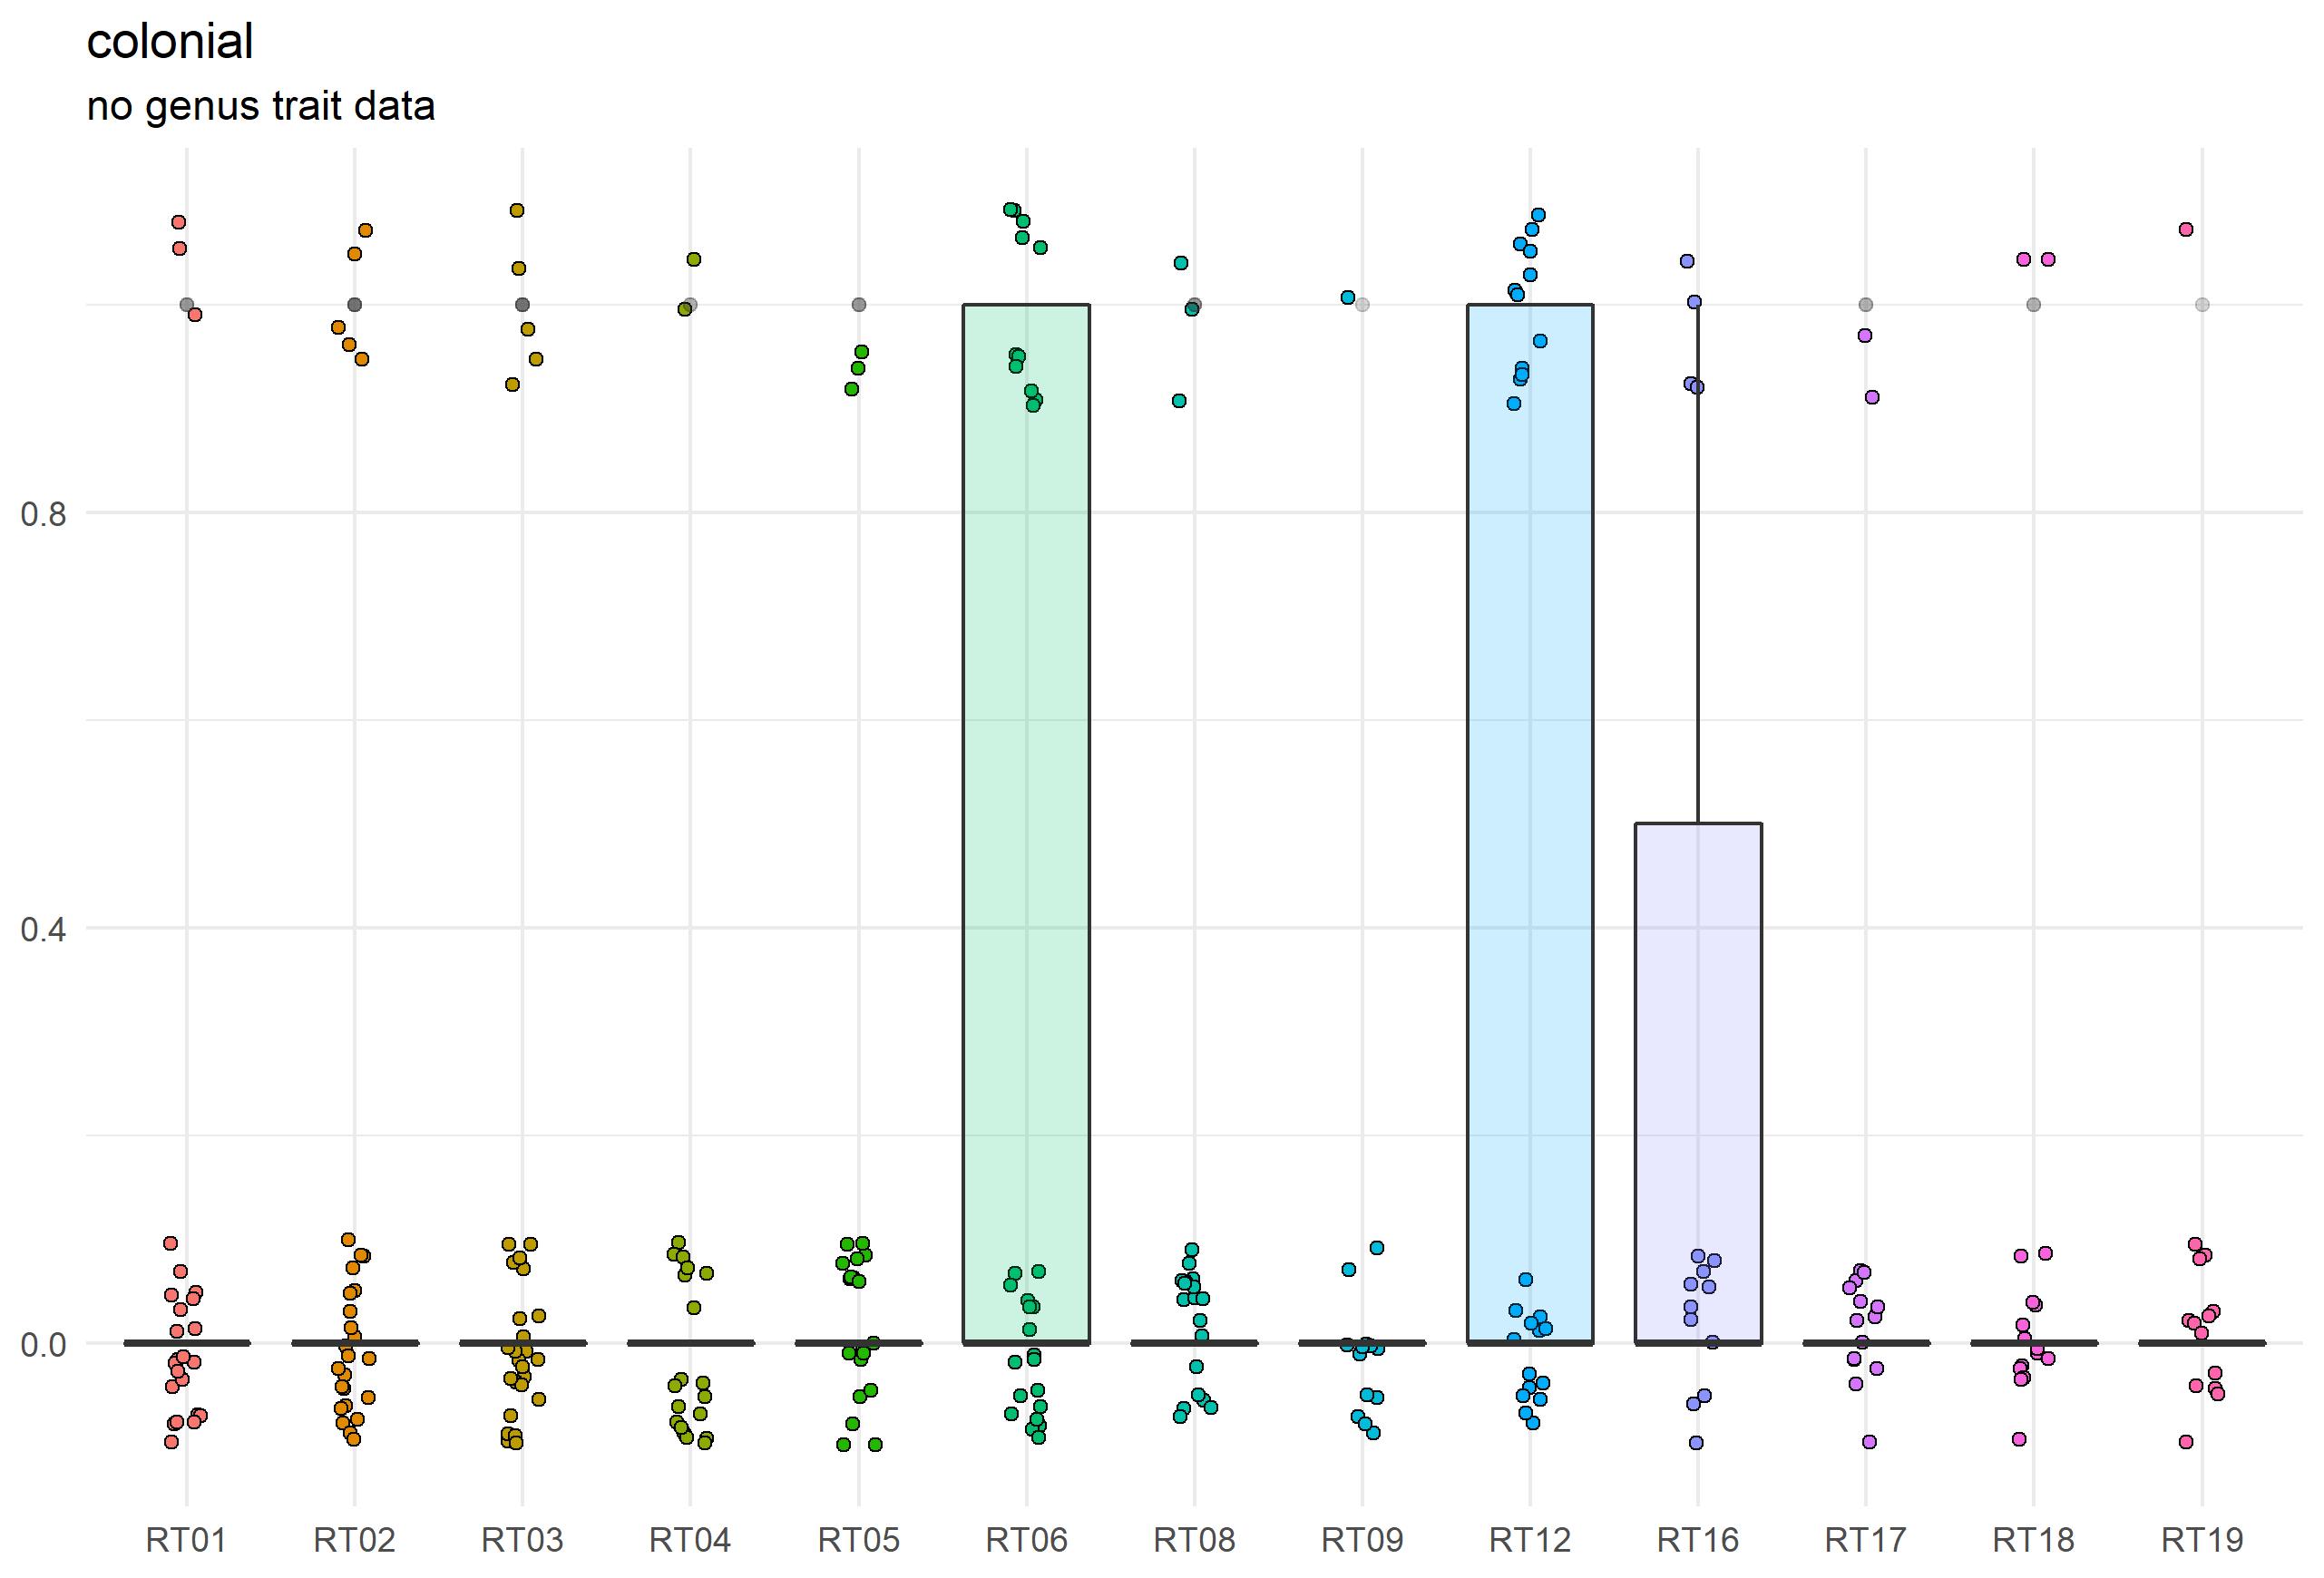 colonial
no genus trait data
0.8
0.4
0.0
RT01 RT02 RT03 RT04 RT05 RT06 RT08 RT09 RT12 RT16 RT17 RT18 RT19